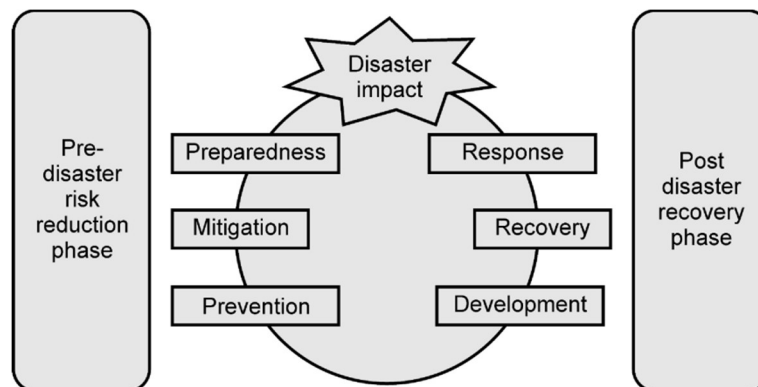 Disaster
impact
Pre-
disaster
risk
reduction
phase
Preparedness
Mitigation
Prevention
Response
Recovery
Development
Post
disaster
recovery
phase